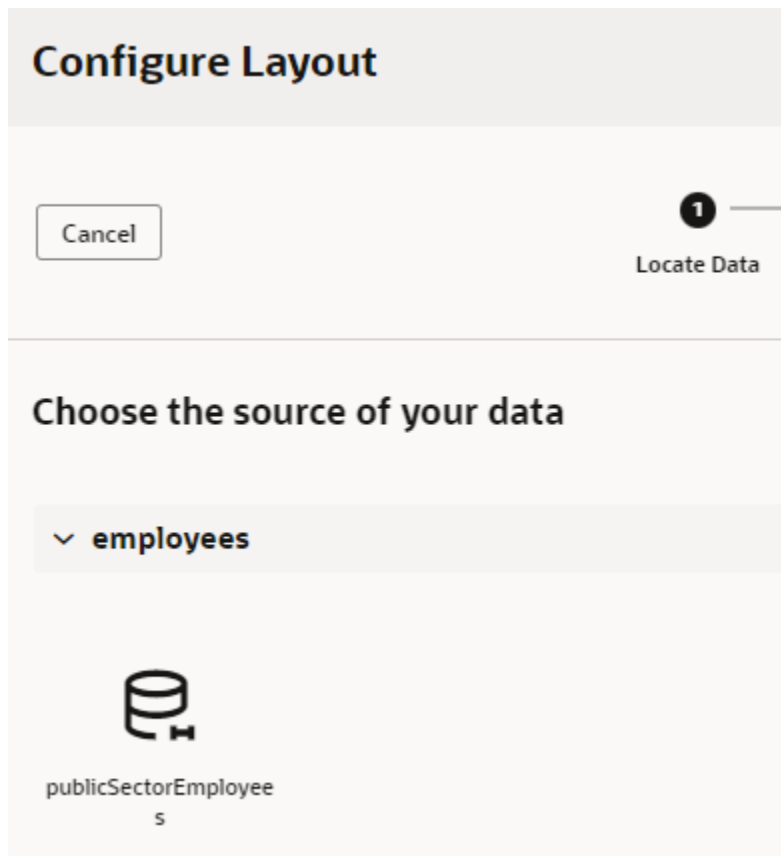 Configure Layout
Cancel
1
Locate Data
Choose the source of your data
employees
publicSectorEmployee
s